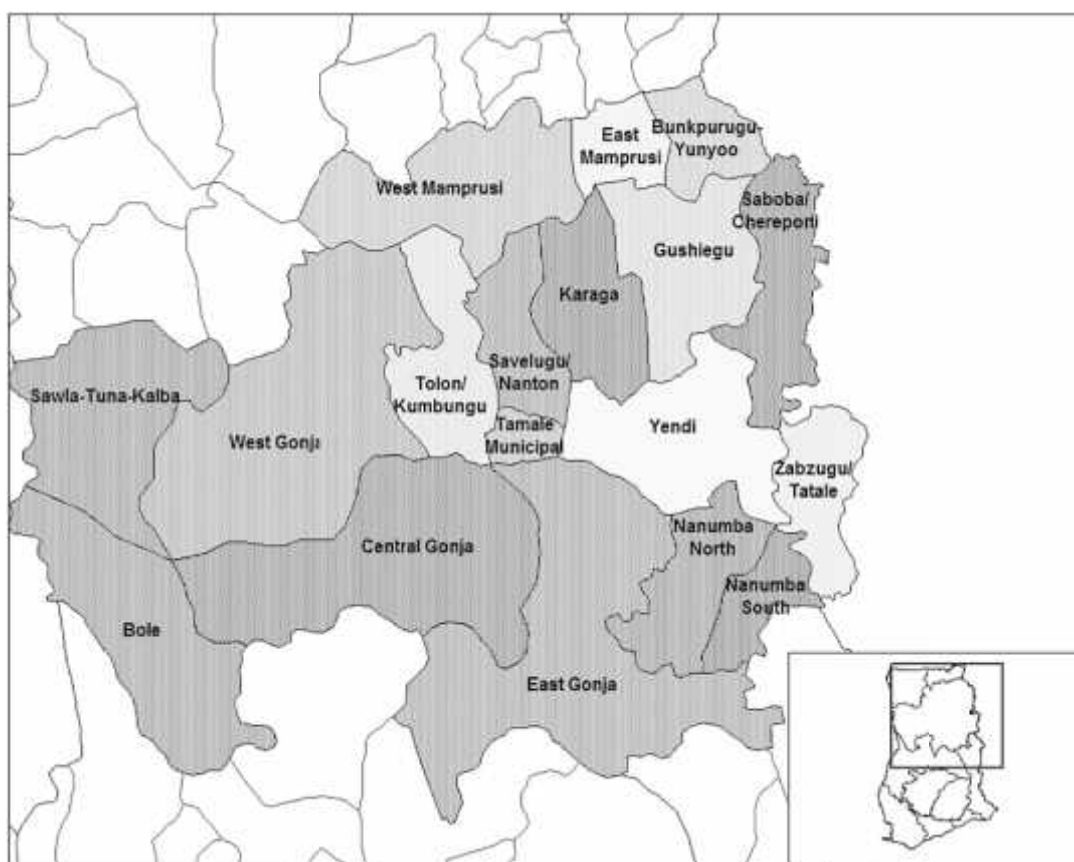 East
Mamprusi
Bunkpurugu-
Yunyoo
West Mamprusi
Saboba/
Chereponi
Gushiegu
Karaga
Savelugu/
Nanton
Tolon/
Kumbungu
Sawla-Tuna-Kalba...
Tamale
Municipal
Yendi
West Gonja
Zabzugu/
Tatale
Nanumba
North
Central Gonja
Nanumba
South
Bole
East Gonja